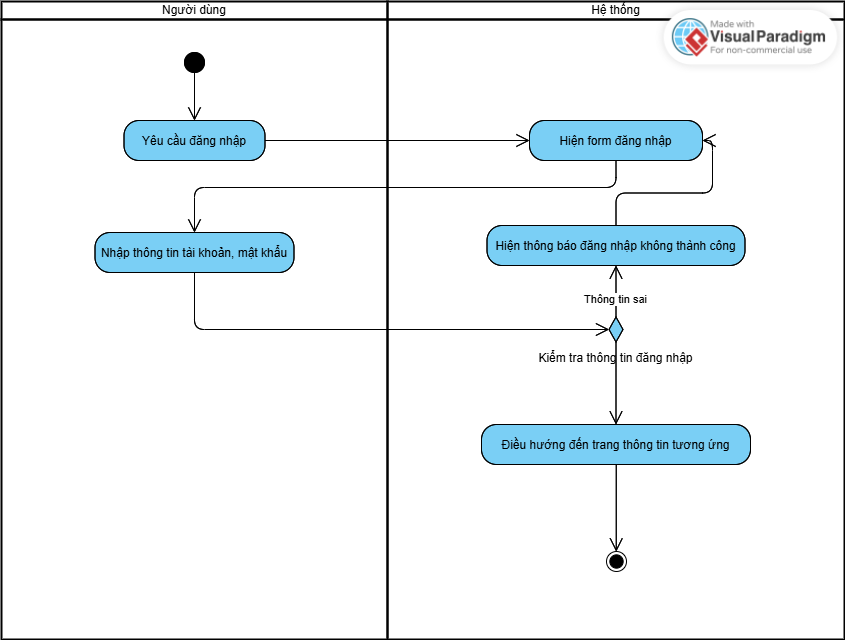 Người dùng
Hệ thống
Made with
VisualParadigm
For non-commercial use
Yêu cầu đăng nhập
Hiện form đăng nhập
Nhập thông tin tài khoản, mật khẩu
Hiện thông báo đăng nhập không thành công
Thông tin sai
Kiểm tra thông tin đăng nhập
Điều hướng đến trang thông tin tương ứng